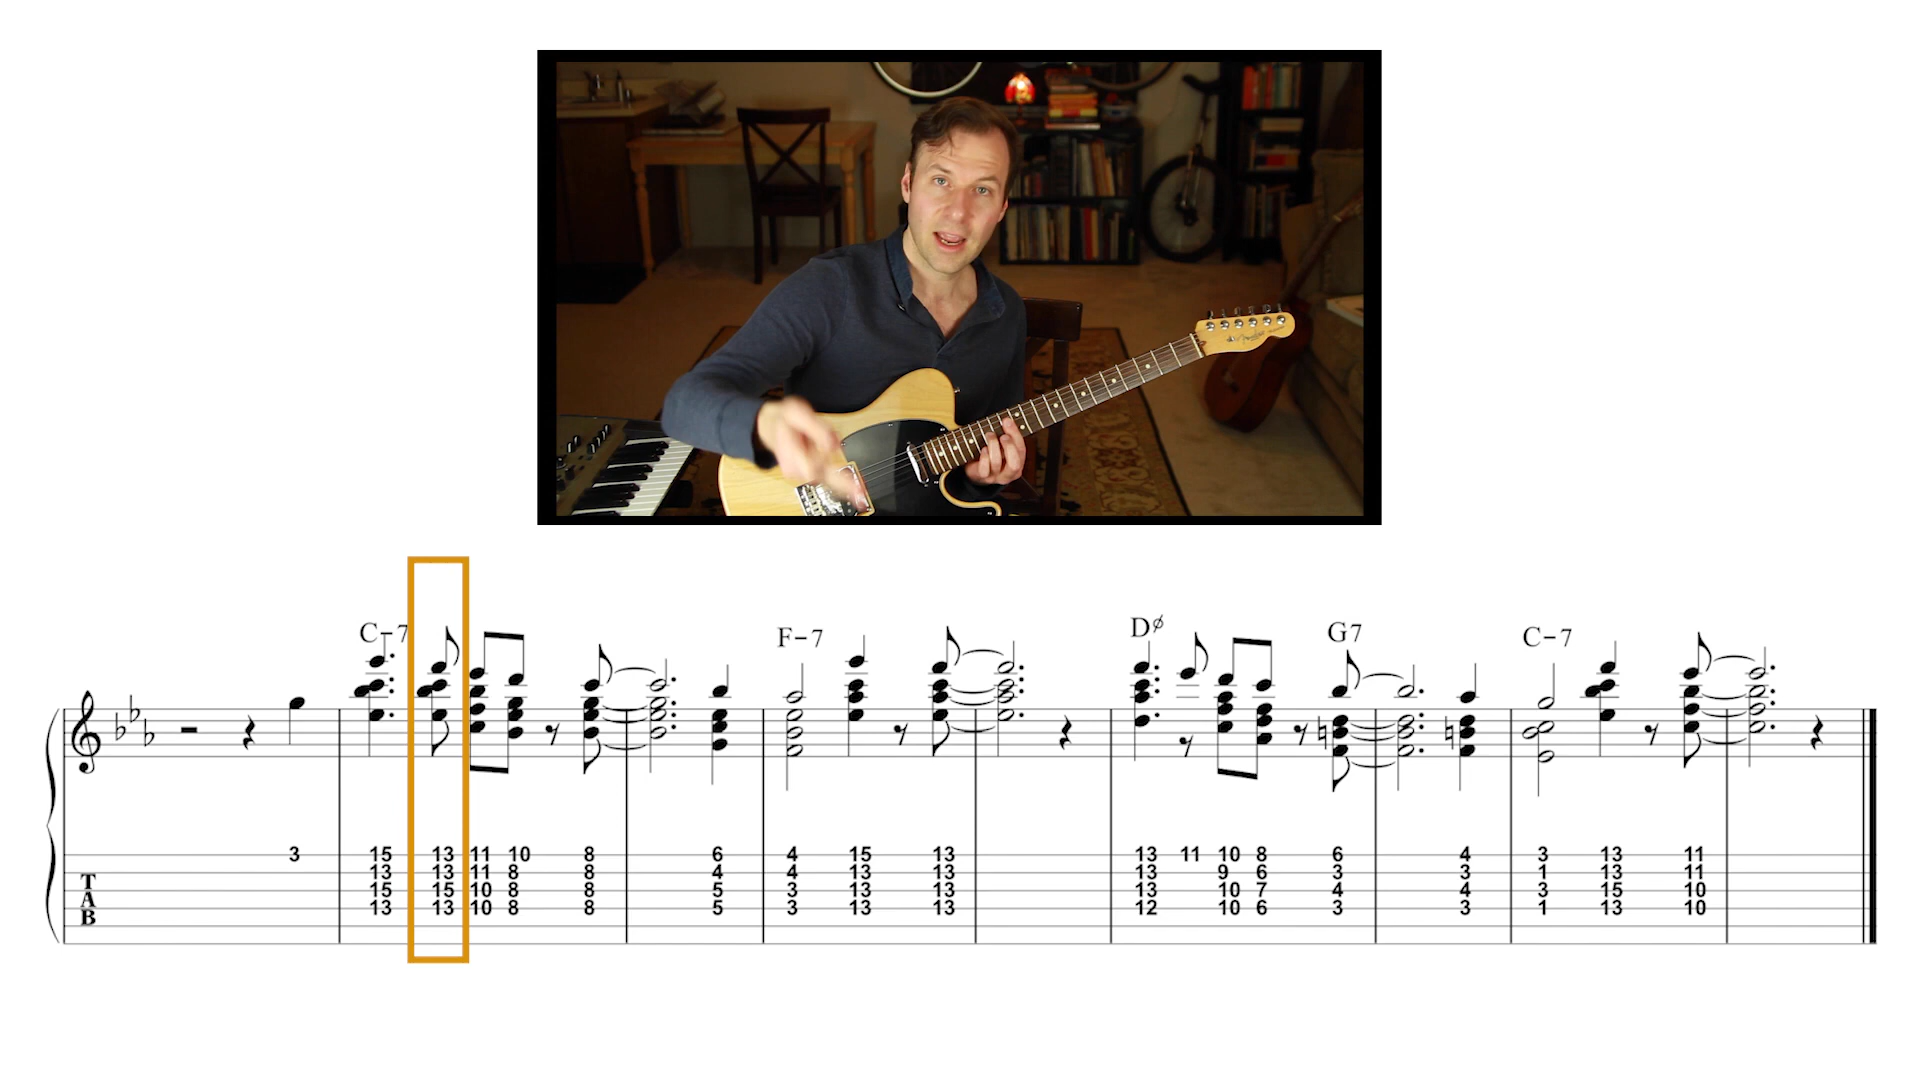 C-7 F-7 Dø G7 C-7
3 15 13 11 10 8 6 4 15 13 13 11 10 8 6 4 3 13 11
13 13 11 8 8 4 4 13 13 13 9 6 3 3 1 13 11
T 15 15 10 8 8 5 3 13 13 13 10 7 4 4 3 15 10
A
B 13 13 10 8 8 5 3 13 13 12 10 6 3 3 1 13 10